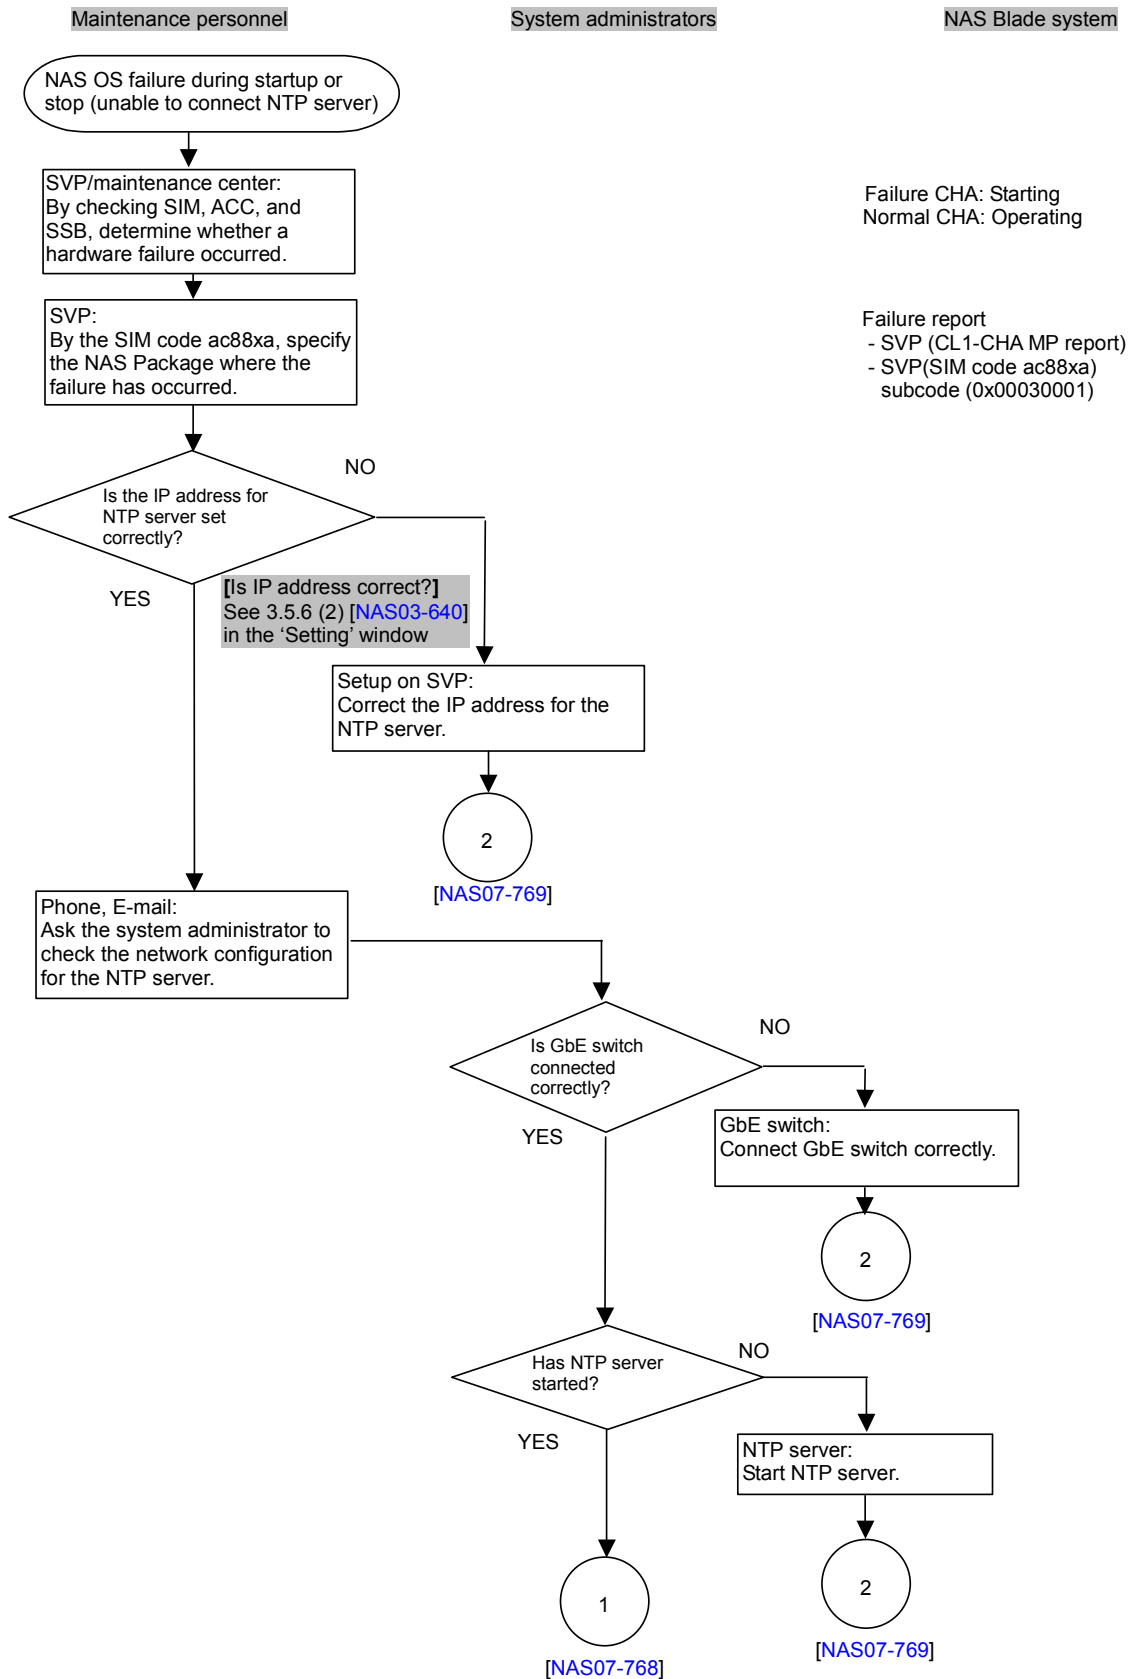 Maintenance personnel
System administrators
NAS Blade system
NAS OS failure during startup or
stop (unable to connect NTP server)
SVP/maintenance center:
By checking SIM, ACC, and
SSB, determine whether a
hardware failure occurred.
Failure CHA: Starting
Normal CHA: Operating
SVP:
By the SIM code ac88xa, specify
the NAS Package where the
failure has occurred.
Failure report
- SVP (CL1-CHA MP report)
- SVP(SIM code ac88xa)
subcode (0x00030001)
NO
Is the IP address for
NTP server set
correctly?
YES
[Is IP address correct?]
See 3.5.6 (2) [NAS03-640]
in the ‘Setting’ window
Setup on SVP:
Correct the IP address for the
NTP server.
2
[NAS07-769]
Phone, E-mail:
Ask the system administrator to
check the network configuration
for the NTP server.
NO
Is GbE switch
connected
correctly?
YES
GbE switch:
Connect GbE switch correctly.
2
[NAS07-769]
Has NTP server
started?
NO
YES
NTP server:
Start NTP server.
1
[NAS07-768]
2
[NAS07-769]